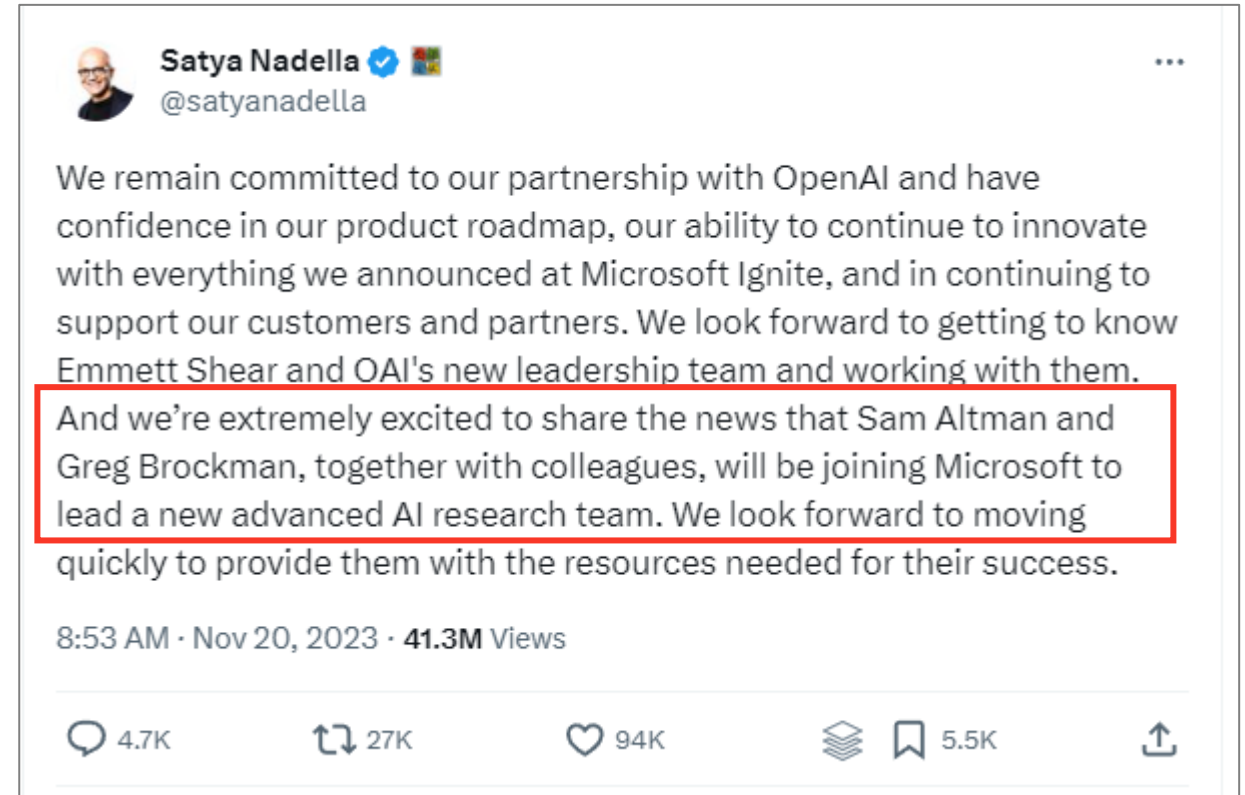 Satya Nadella
@satyanadella
We remain committed to our partnership with OpenAI and have
confidence in our product roadmap, our ability to continue to innovate
with everything we announced at Microsoft Ignite, and in continuing to
support our customers and partners. We look forward to getting to know
Emmett Shear and OAI's new leadership team and working with them.
And we’re extremely excited to share the news that Sam Altman and
Greg Brockman, together with colleagues, will be joining Microsoft to
lead a new advanced AI research team. We look forward to moving
quickly to provide them with the resources needed for their success.
8:53 AM · Nov 20, 2023 · 41.3M Views
4.7K 27K 94K 5.5K